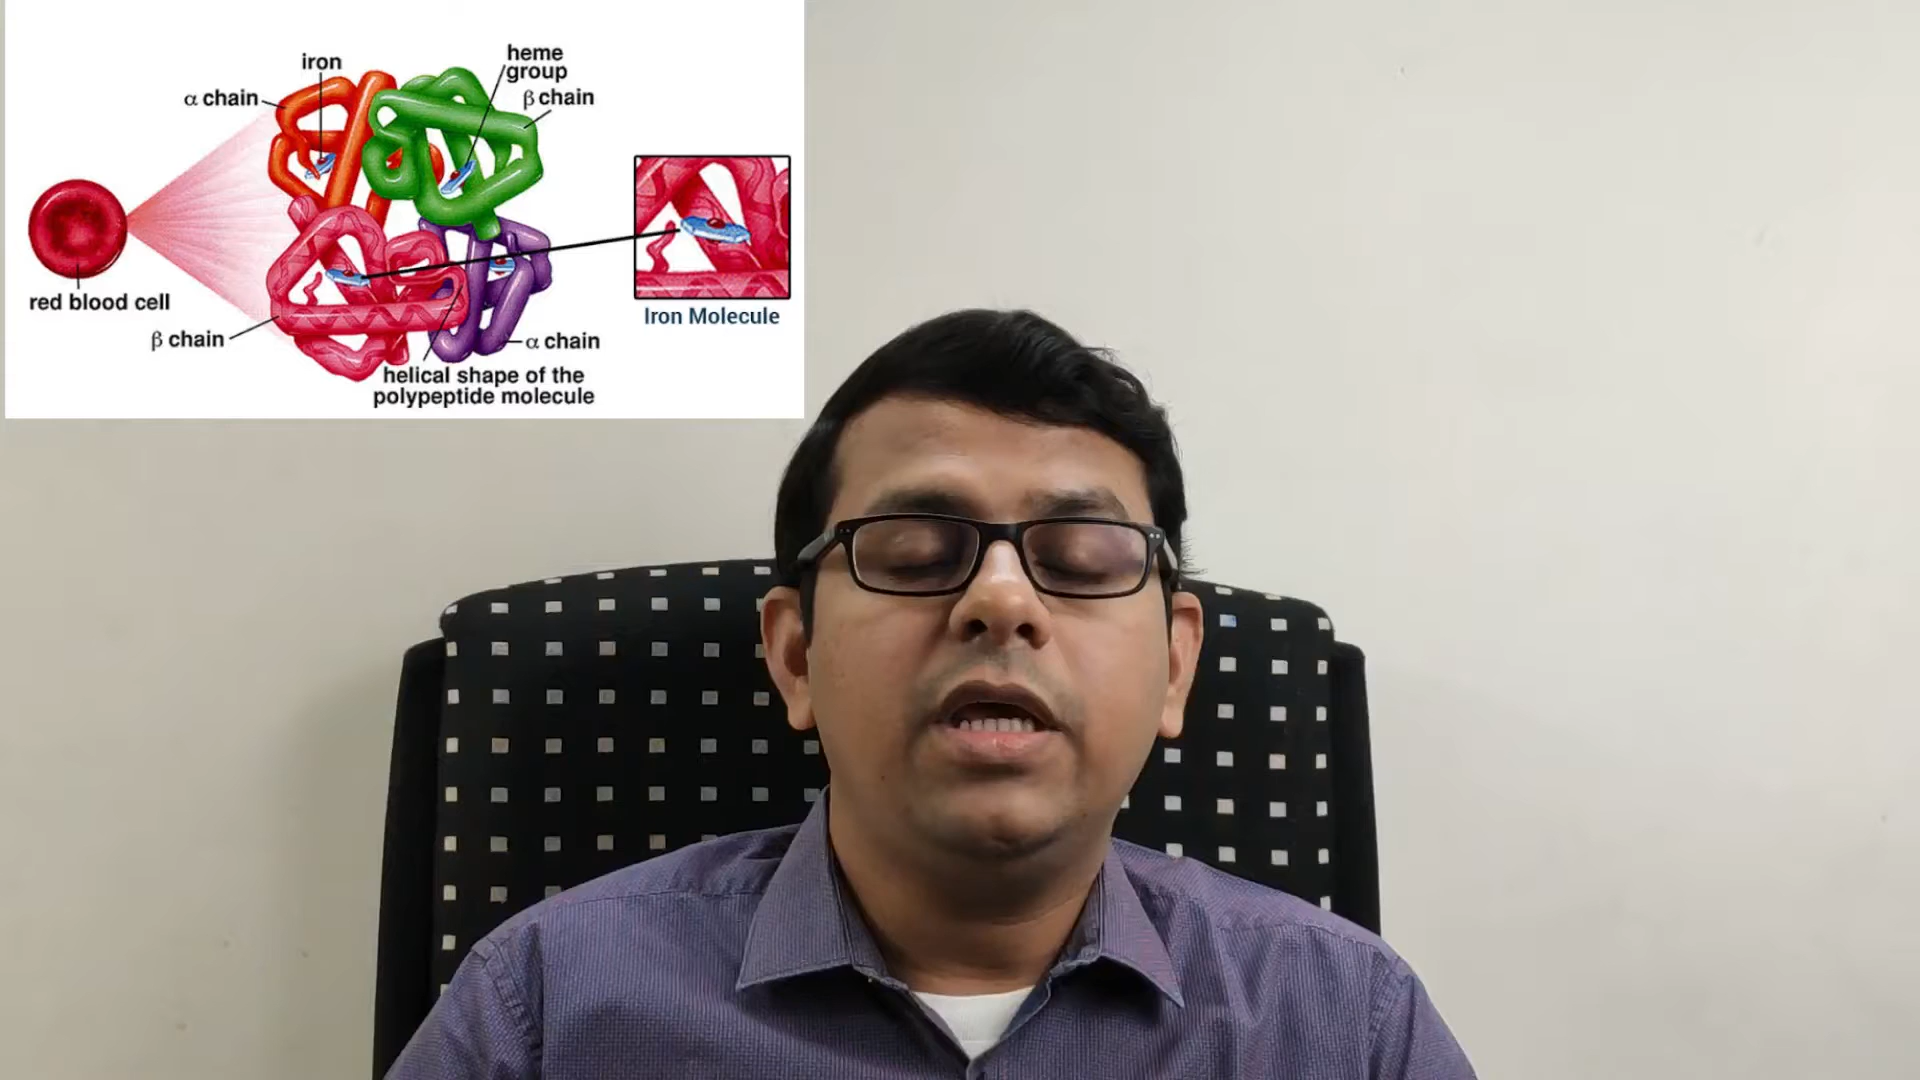 iron
heme
group
α chain
β chain
red blood cell
Iron Molecule
β chain
α chain
helical shape of the
polypeptide molecule